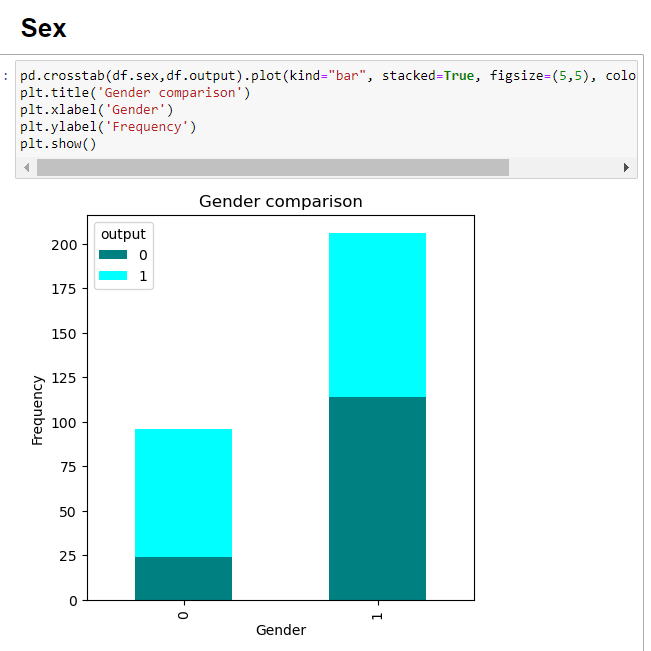 Sex
: pd.crosstab(df.sex,df.output).plot(kind="bar", stacked=True, figsize=(5,5), colo
plt.title('Gender comparison')
plt.xlabel('Gender')
plt.ylabel('Frequency')
plt.show()
Gender comparison
output
0
1
200
175
150
125
100
75
50
25
0
Frequency
0
1
Gender